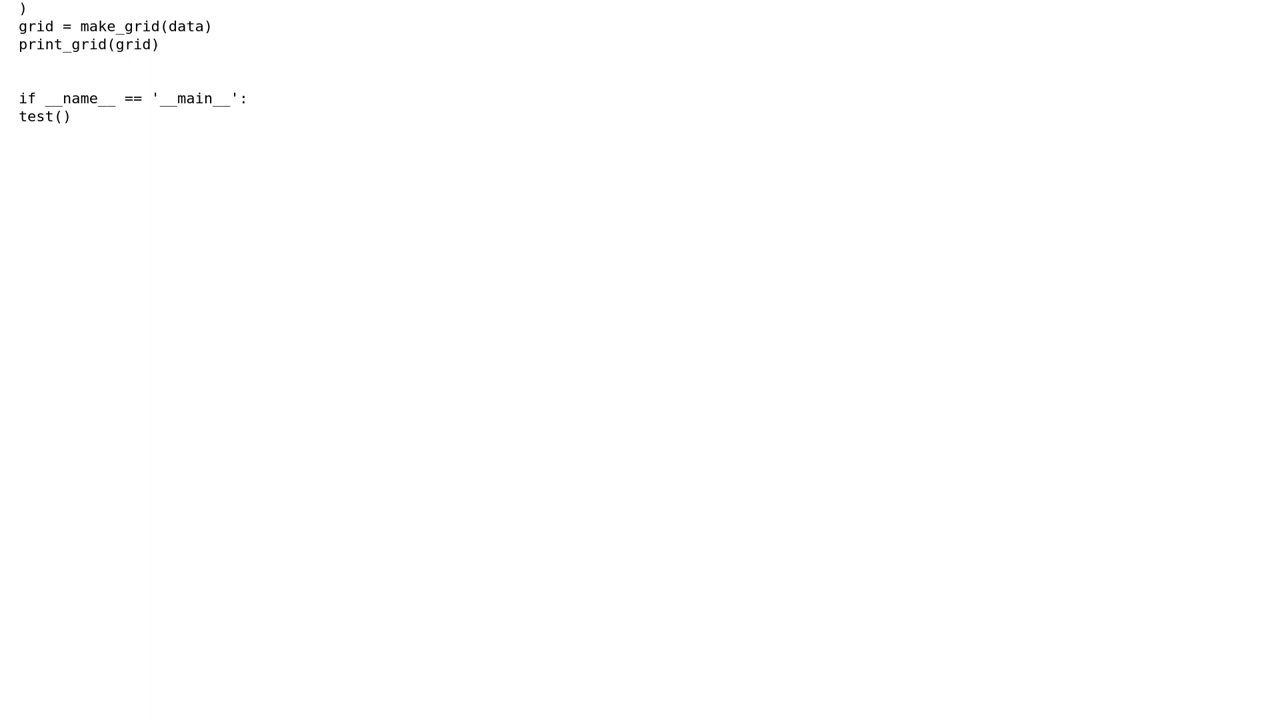 )
grid = make_grid(data)
print_grid(grid)
if __name__ == '__main__':
test()